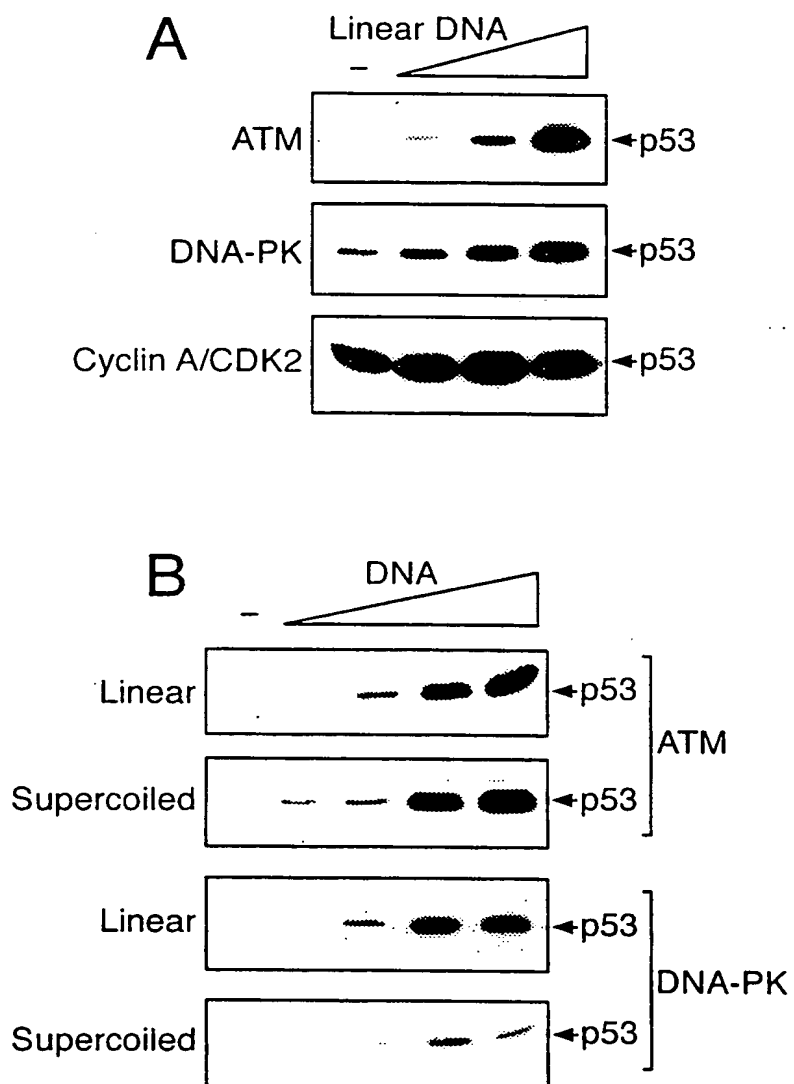 A
Linear DNA
–
ATM
p53
DNA-PK
p53
Cyclin A/CDK2
p53
B
DNA
–
Linear
p53
Supercoiled
p53
ATM
Linear
p53
Supercoiled
p53
DNA-PK